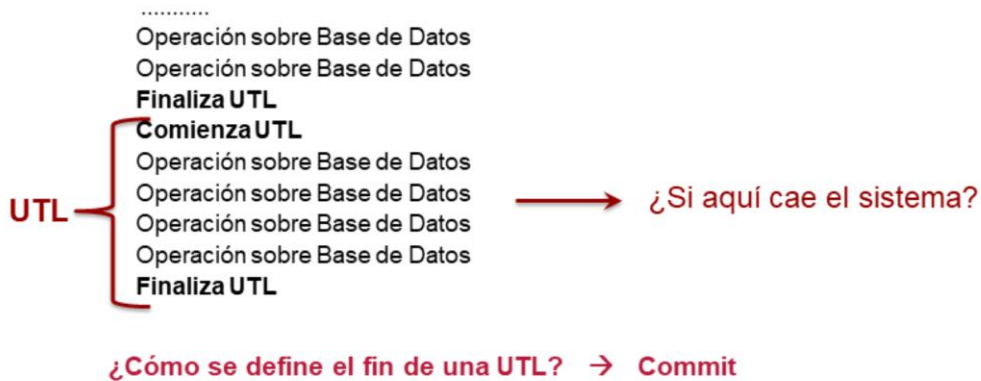 ...........
Operación sobre Base de Datos
Operación sobre Base de Datos
Finaliza UTL
Comienza UTL
Operación sobre Base de Datos
Operación sobre Base de Datos
Operación sobre Base de Datos
Operación sobre Base de Datos
Finaliza UTL
UTL
¿Si aquí cae el sistema?
¿Cómo se define el fin de una UTL? → Commit